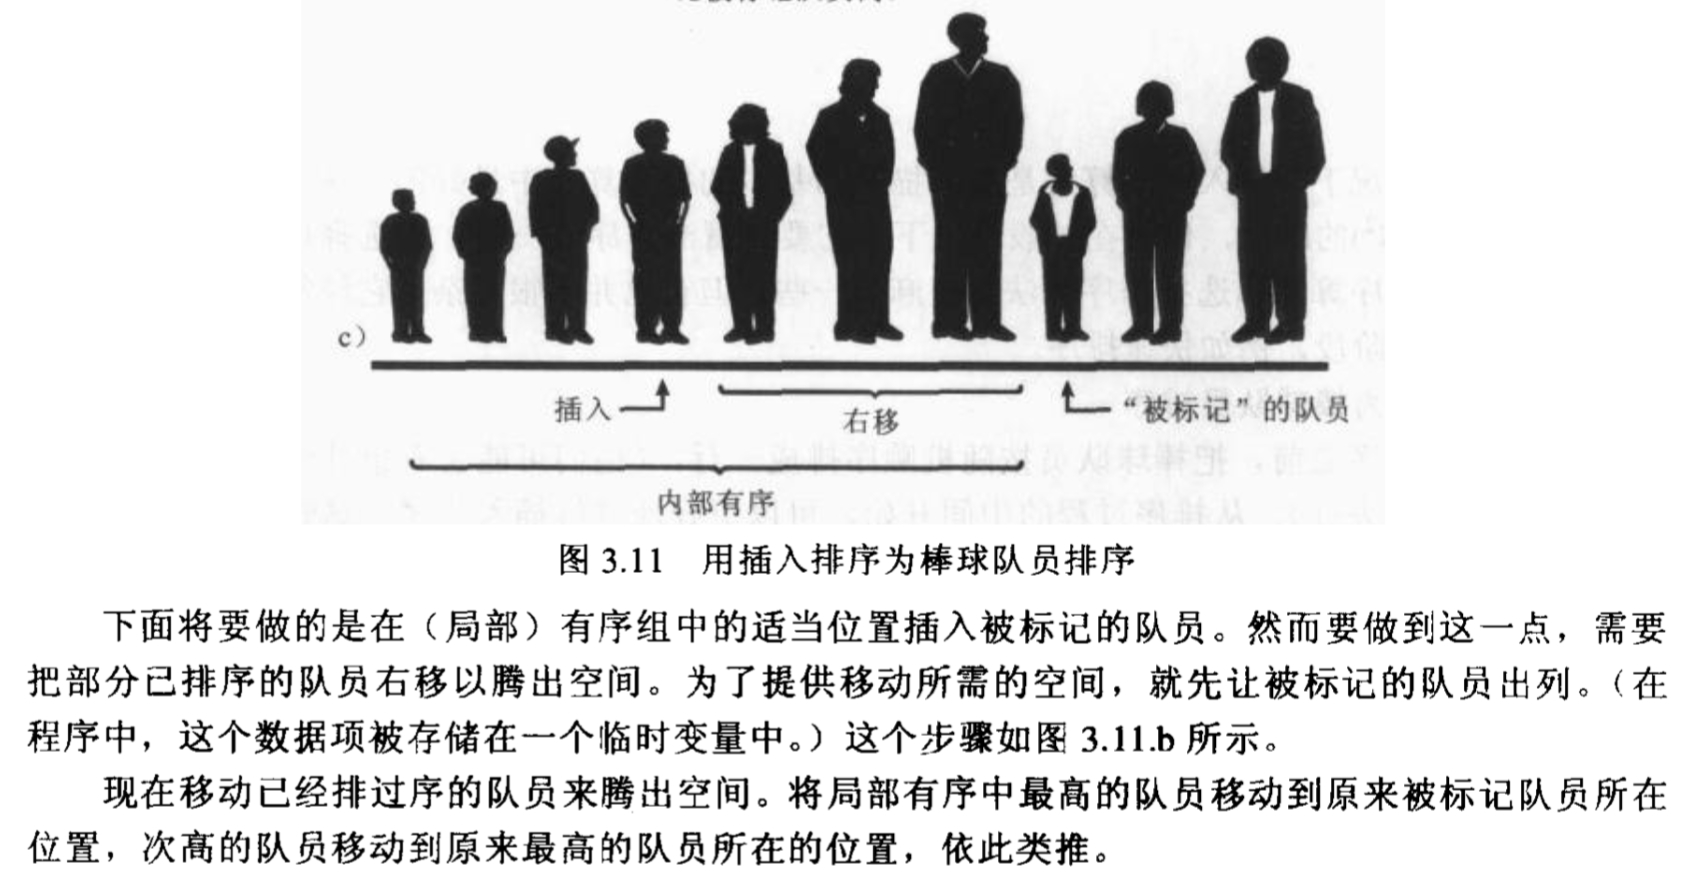 c）
插入
右移
“被标记”的队员
内部有序
图 3.11 用插入排序为棒球队员排序
下面将要做的是在（局部）有序组中的适当位置插入被标记的队员。然而要做到这一点，需要
把部分已排序的队员右移以腾出空间。为了提供移动所需的空间，就先让被标记的队员出列。（在
程序中，这个数据项被存储在一个临时变量中。）这个步骤如图 3.11.b 所示。
现在移动已经排过序的队员来腾出空间。将局部有序中最高的队员移动到原来被标记队员所在
位置，次高的队员移动到原来最高的队员所在的位置，依此类推。